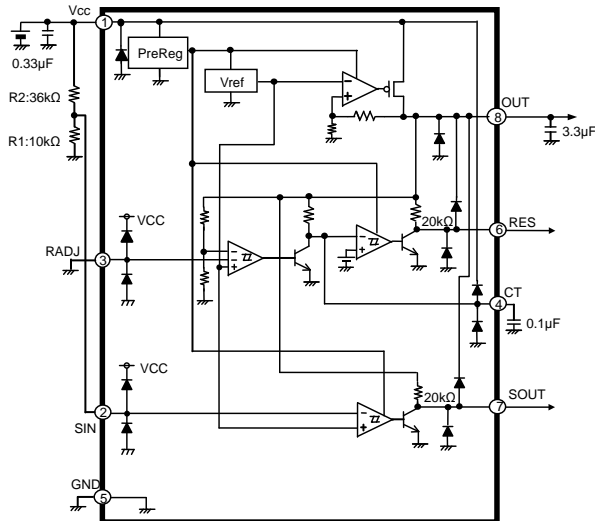 Vcc
1
PreReg
0.33µF
Vref
R2:36kΩ
OUT
8
R1:10kΩ
3.3µF
VCC
20kΩ
RES
6
RADJ
3
CT
4
0.1µF
VCC
20kΩ
SOUT
7
2
SIN
GND
5